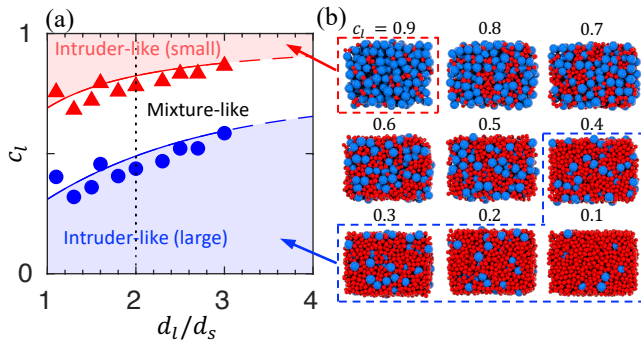 (a)
Intruder-like (small)
Mixture-like
Intruder-like (large)
1
0
c_l
1 2 3 4
d_l/d_s
(b)
c_l = 0.9 0.8 0.7
0.6 0.5 0.4
0.3 0.2 0.1